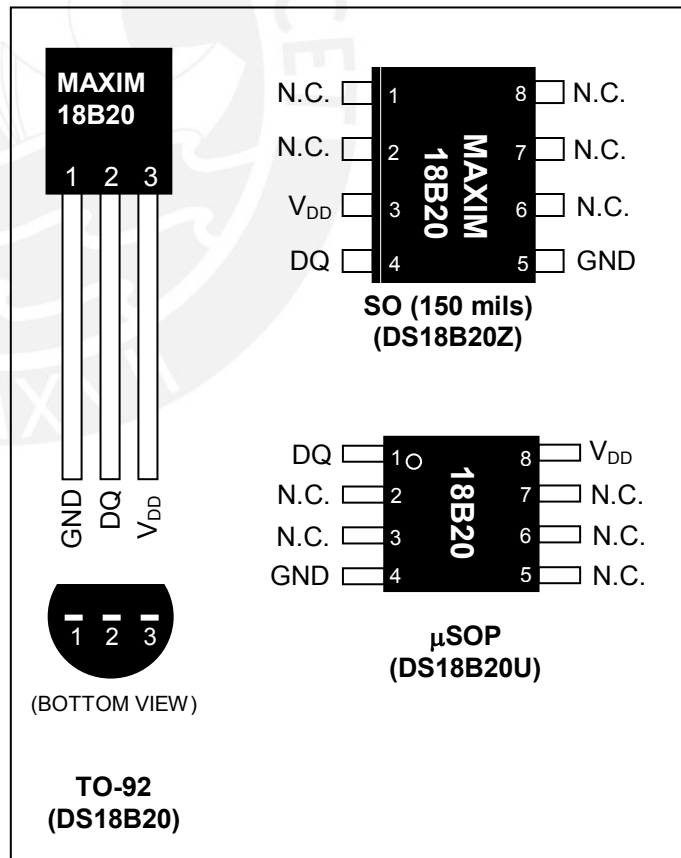 MAXIM
18B20
1 2 3
GND
DQ
VDD
1 2 3
(BOTTOM VIEW)
TO-92
(DS18B20)
N.C. 1 8 N.C.
N.C. 2 7 N.C.
VDD 3 6 N.C.
DQ 4 5 GND
MAXIM
18B20
SO (150 mils)
(DS18B20Z)
DQ 1 8 VDD
N.C. 2 7 N.C.
N.C. 3 6 N.C.
GND 4 5 N.C.
18B20
µSOP
(DS18B20U)